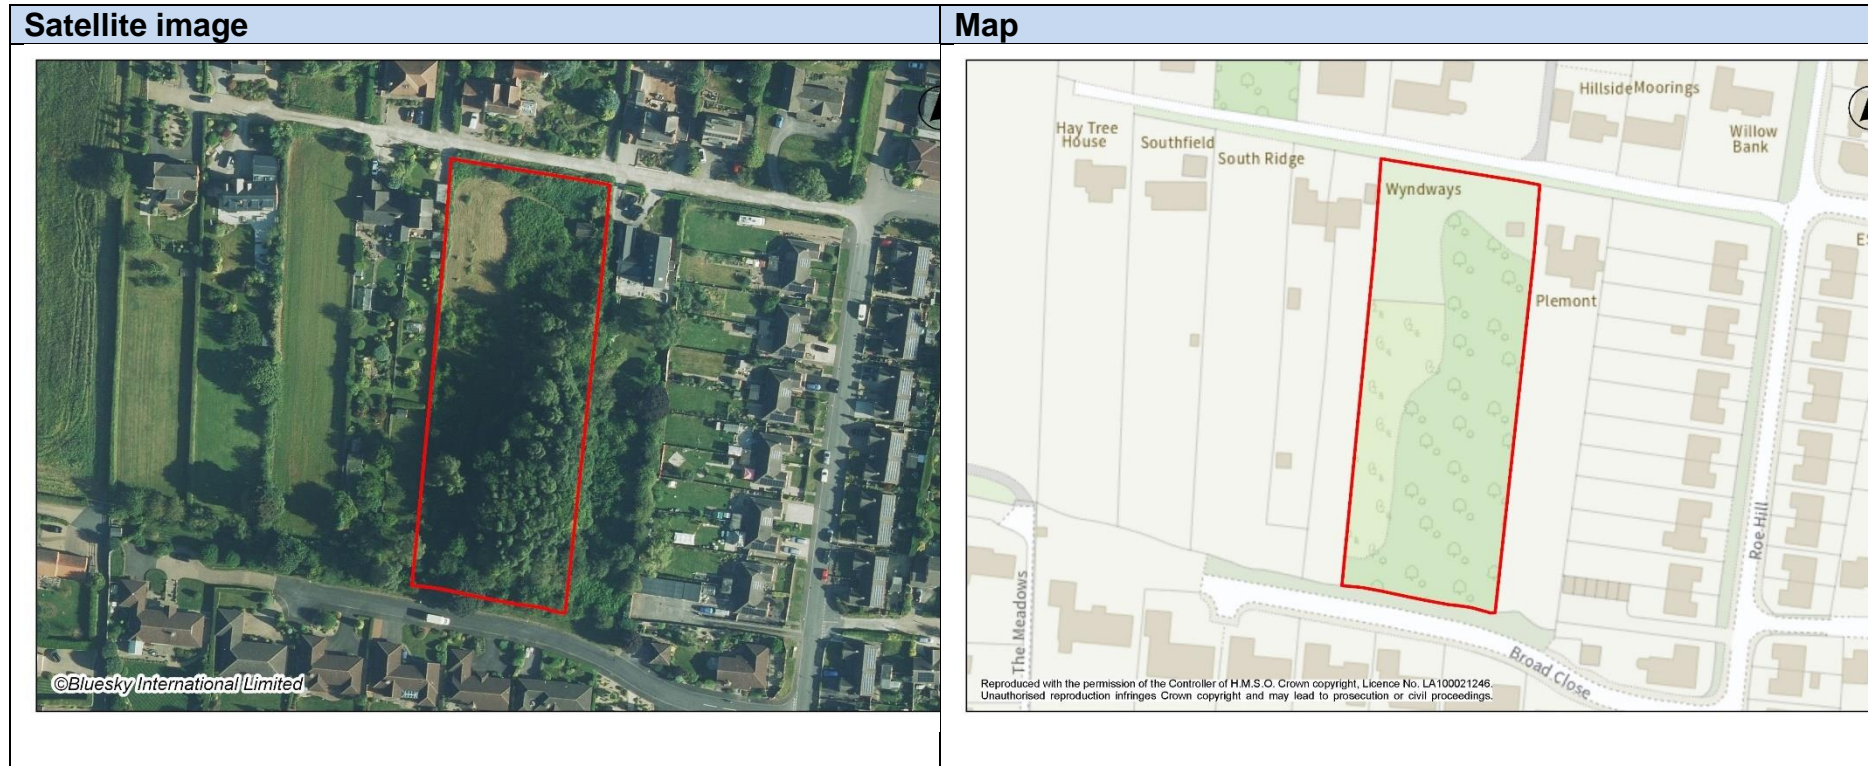 Satellite image
Map
©Bluesky International Limited
Hay Tree
House
Southfield
South Ridge
Wyndways
Plemont
Hillside
Moorings
Willow
Bank
Roe Hill
The Meadows
Broad Close
Reproduced with the permission of the Controller of H.M.S.O. Crown copyright, Licence No. LA100021246.
Unauthorised reproduction infringes Crown copyright and may lead to prosecution or civil proceedings.